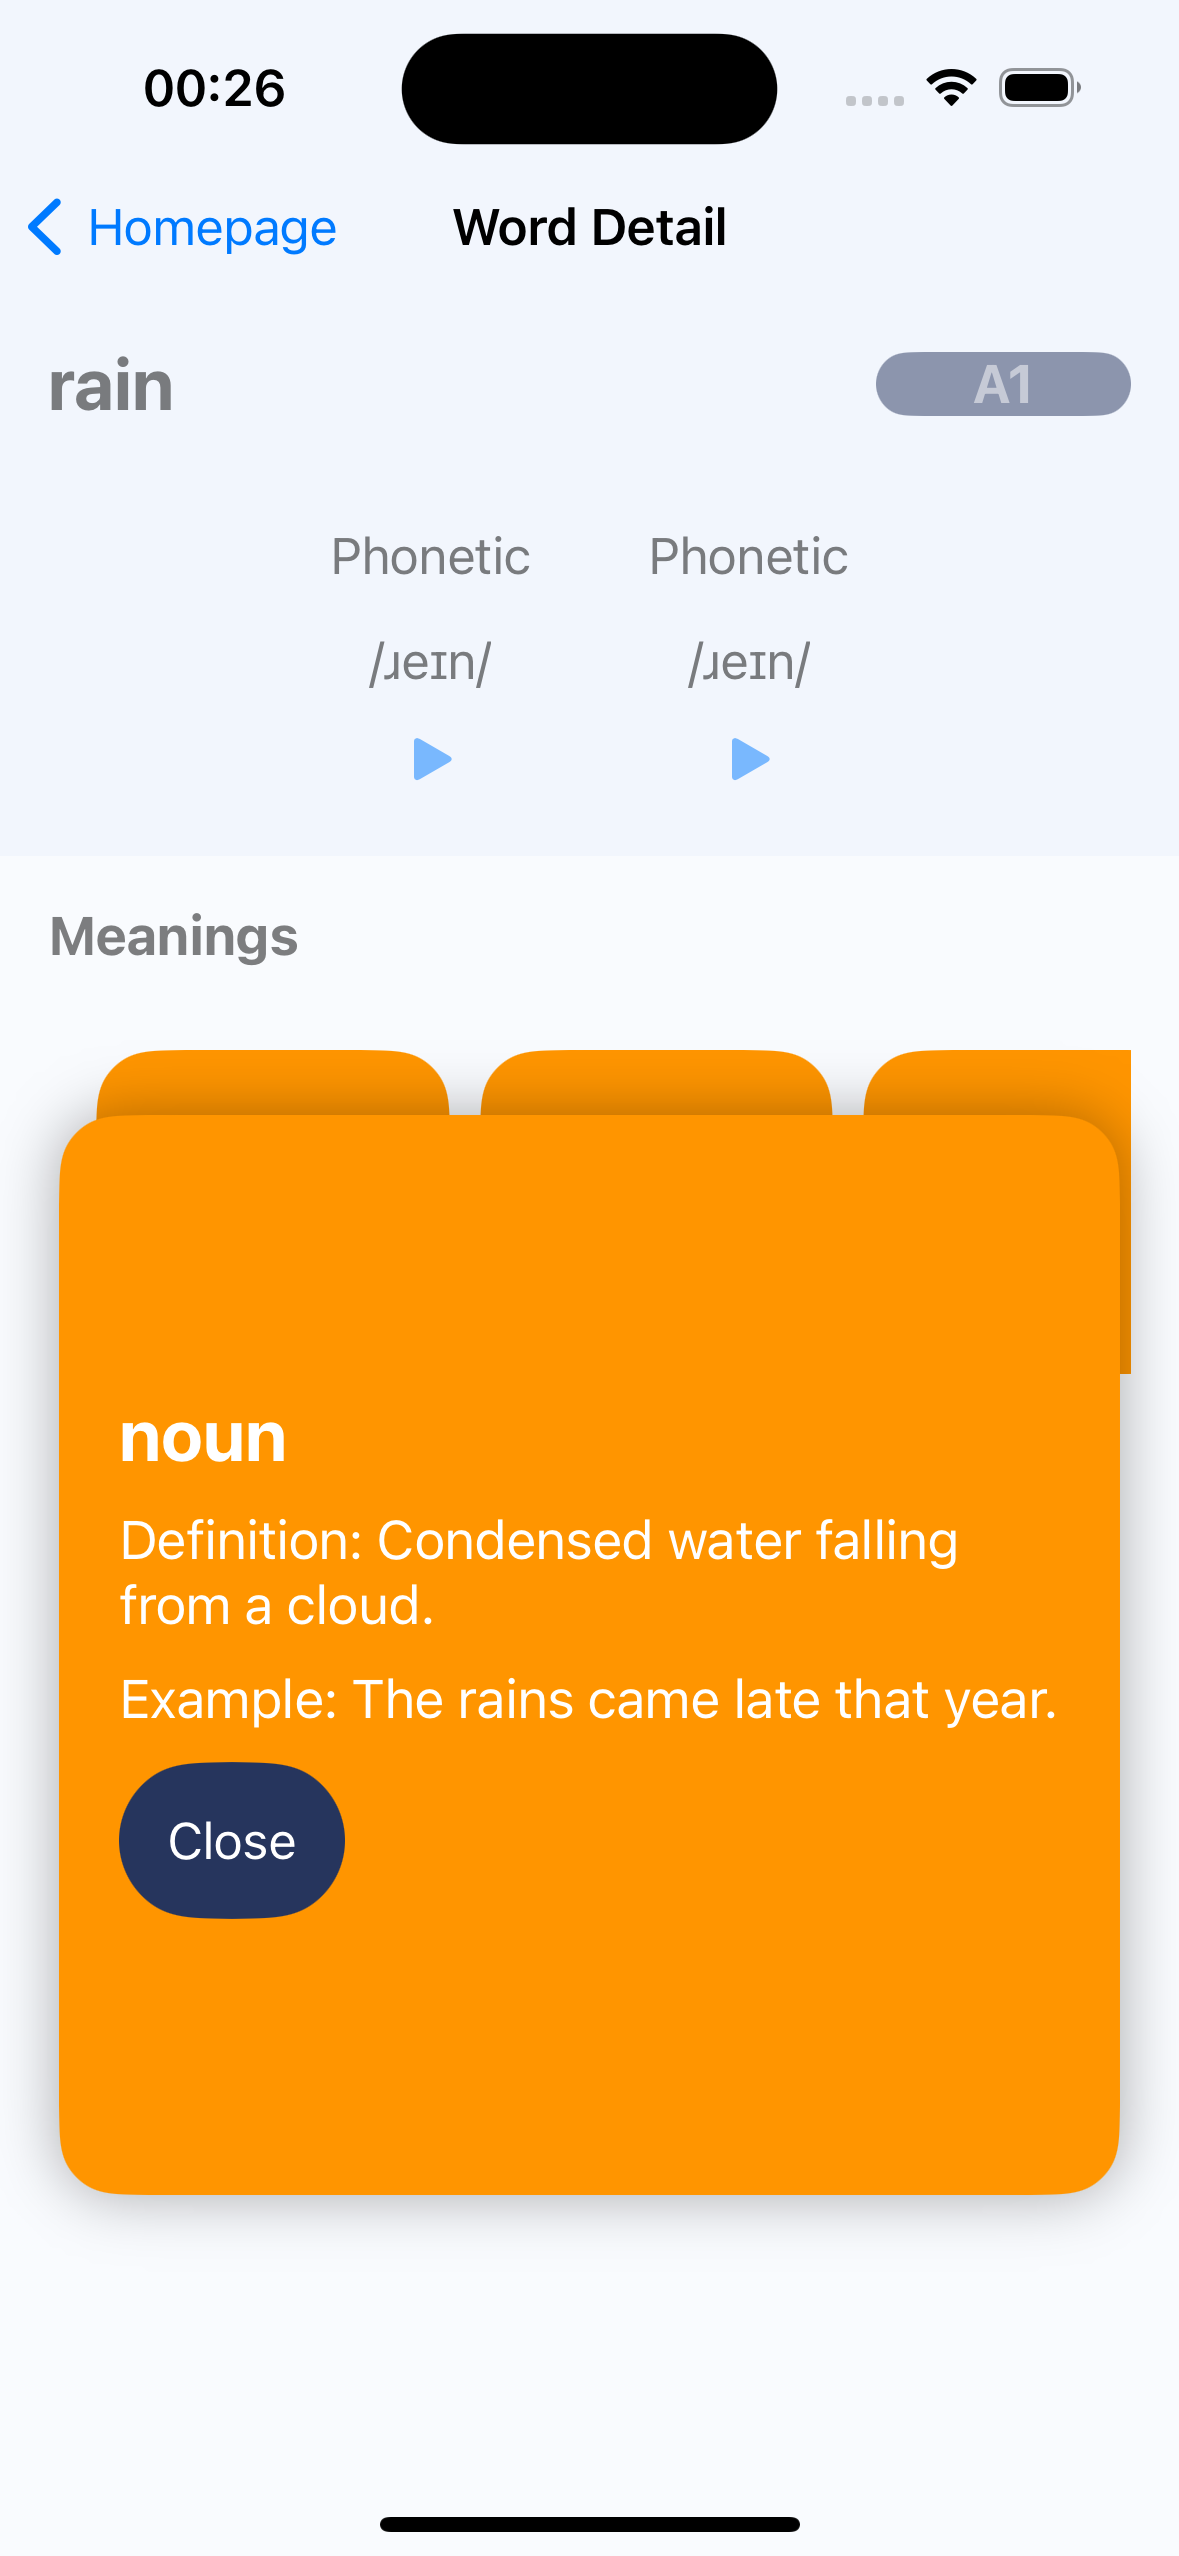 00:26
Homepage
Word Detail
rain
A1
Phonetic
Phonetic
/ɹeɪn/
/ɹeɪn/
Meanings
noun
Definition: Condensed water falling
from a cloud.
Example: The rains came late that year.
Close